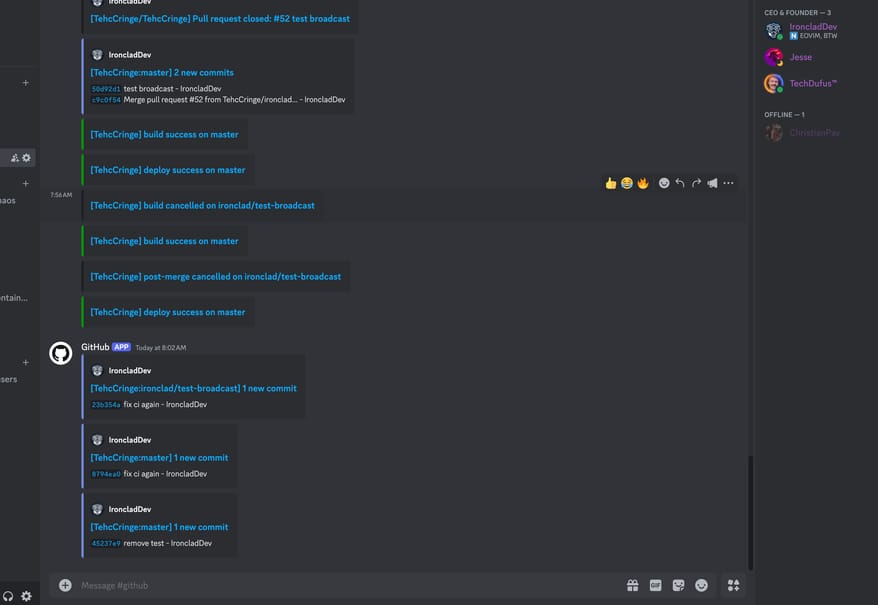 IroncladDev
[TehcCringe/TehcCringe] Pull request closed: #52 test broadcast
IroncladDev
[TehcCringe:master] 2 new commits
50d92d1 test broadcast - IroncladDev
c9c0f54 Merge pull request #52 from TehcCringe/ironclad... - IroncladDev
[TehcCringe] build success on master
[TehcCringe] deploy success on master
7:56 AM
[TehcCringe] build cancelled on ironclad/test-broadcast
[TehcCringe] build success on master
[TehcCringe] post-merge cancelled on ironclad/test-broadcast
[TehcCringe] deploy success on master
GitHub APP Today at 8:02 AM
IroncladDev
[TehcCringe:ironclad/test-broadcast] 1 new commit
23b354a fix ci again - IroncladDev
IroncladDev
[TehcCringe:master] 1 new commit
8794ea0 fix ci again - IroncladDev
IroncladDev
[TehcCringe:master] 1 new commit
45237e9 remove test - IroncladDev
Message #github
GIF
haos
ontain...
sers
CEO & FOUNDER — 3
IroncladDev
N EOVIM, BTW
Jesse
TechDufus™
OFFLINE — 1
ChristianPav